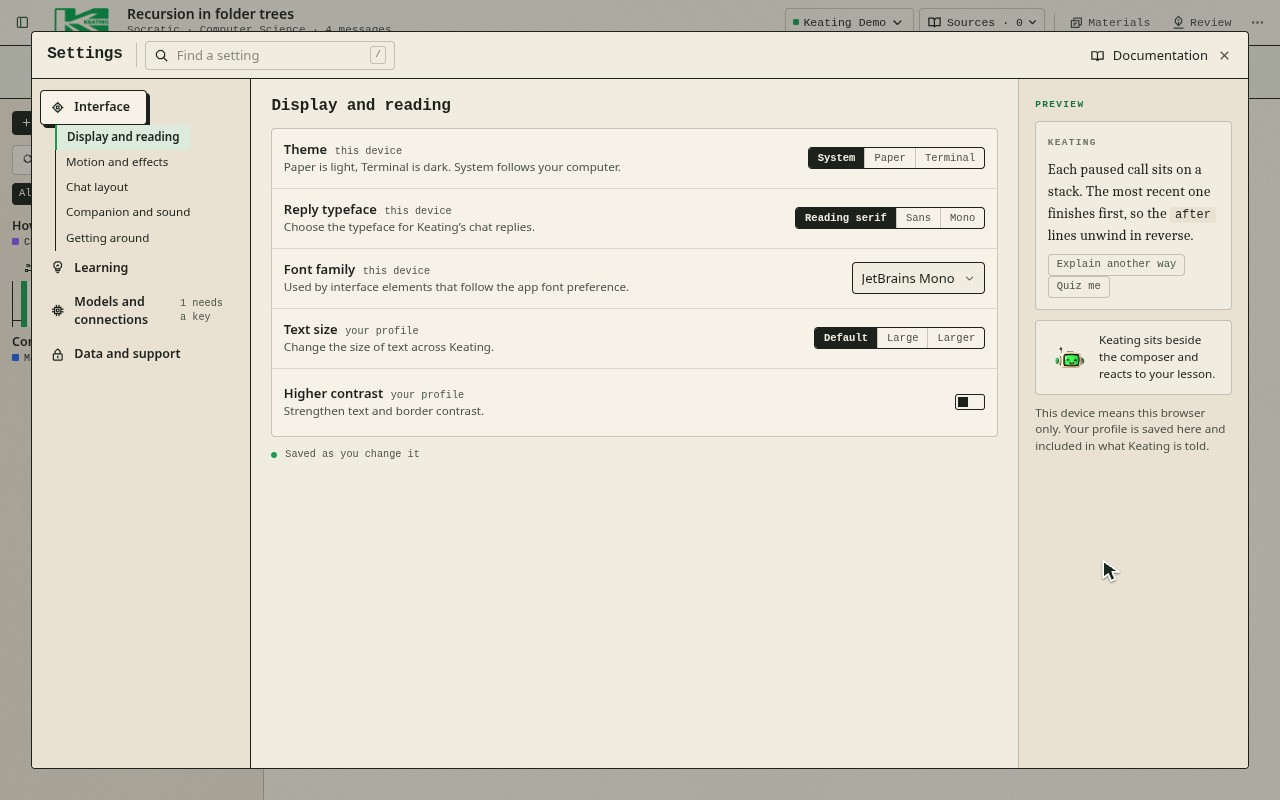 Recursion in folder trees
KEATING
Socratic · Computer Science · 4 messages
Keating Demo
Sources · 0
Materials
Review
Settings
Find a setting
/
Documentation
Interface
Display and reading
Motion and effects
Chat layout
Companion and sound
Getting around
Learning
Models and connections
1 needs a key
Data and support
Display and reading
Theme this device
Paper is light, Terminal is dark. System follows your computer.
System Paper Terminal
Reply typeface this device
Choose the typeface for Keating’s chat replies.
Reading serif Sans Mono
Font family this device
Used by interface elements that follow the app font preference.
JetBrains Mono
Text size your profile
Change the size of text across Keating.
Default Large Larger
Higher contrast your profile
Strengthen text and border contrast.
Saved as you change it
PREVIEW
KEATING
Each paused call sits on a
stack. The most recent one
finishes first, so the after
lines unwind in reverse.
Explain another way
Quiz me
Keating sits beside
the composer and
reacts to your lesson.
This device means this browser
only. Your profile is saved here and
included in what Keating is told.